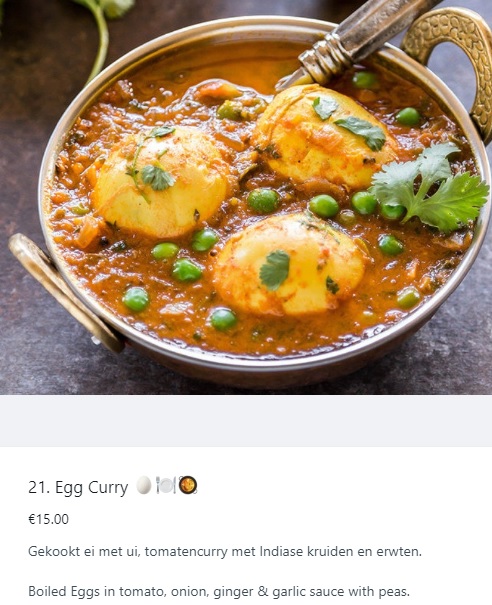 21. Egg Curry 🥚🍽️🥘
€15.00
Gekookt ei met ui, tomatencurry met Indiase kruiden en erwten.
Boiled Eggs in tomato, onion, ginger & garlic sauce with peas.